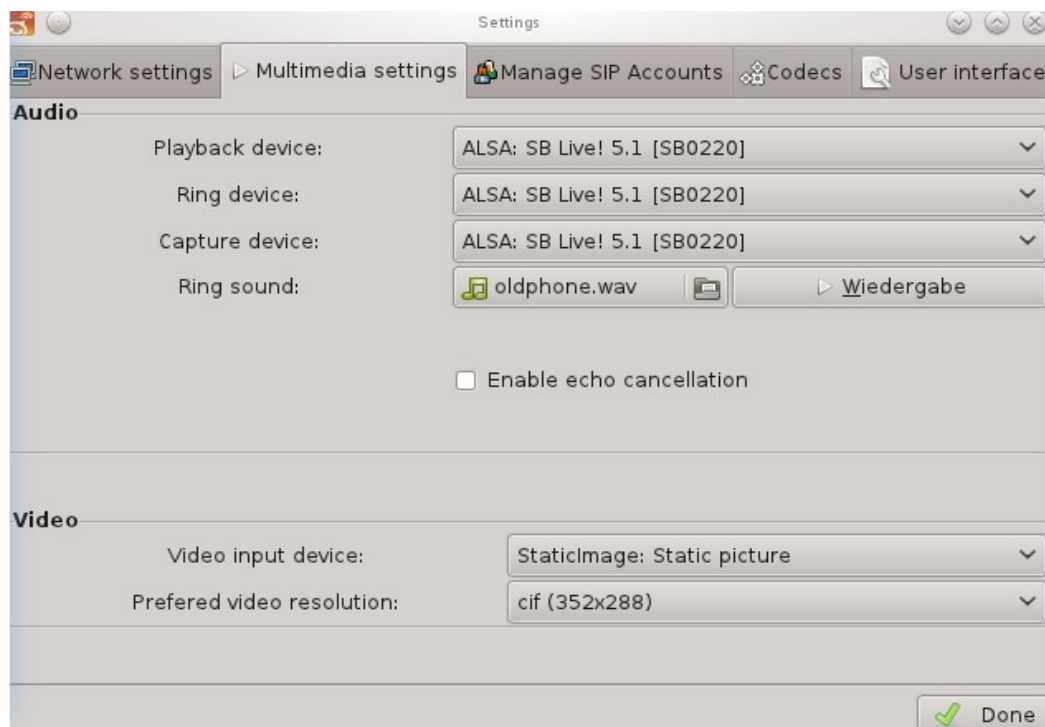 Settings
Network settings Multimedia settings Manage SIP Accounts Codecs User interface
Audio
Playback device: ALSA: SB Live! 5.1 [SB0220]
Ring device: ALSA: SB Live! 5.1 [SB0220]
Capture device: ALSA: SB Live! 5.1 [SB0220]
Ring sound: oldphone.wav Wiedergabe
Enable echo cancellation
Video
Video input device: StaticImage: Static picture
Prefered video resolution: cif (352x288)
Done